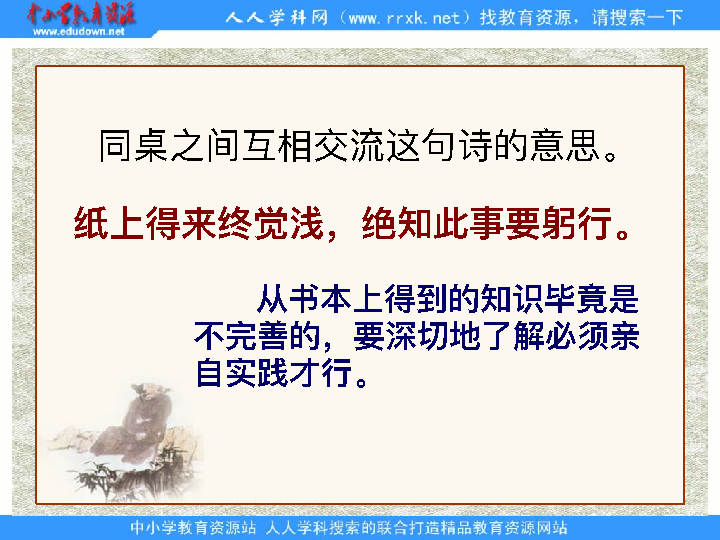 中小学教育资源
www.edudown.net
人人学科网（www.rrxk.net）找教育资源，请搜索一下
同桌之间互相交流这句诗的意思。
纸上得来终觉浅，绝知此事要躬行。
从书本上得到的知识毕竟是
不完善的，要深切地了解必须亲
自实践才行。
中小学教育资源站 人人学科搜索的联合打造精品教育资源网站